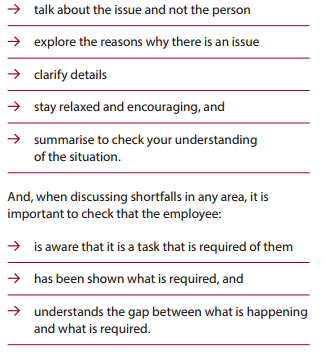 → talk about the issue and not the person
→ explore the reasons why there is an issue
→ clarify details
→ stay relaxed and encouraging, and
→ summarise to check your understanding
of the situation.
And, when discussing shortfalls in any area, it is
important to check that the employee:
→ is aware that it is a task that is required of them
→ has been shown what is required, and
→ understands the gap between what is happening
and what is required.